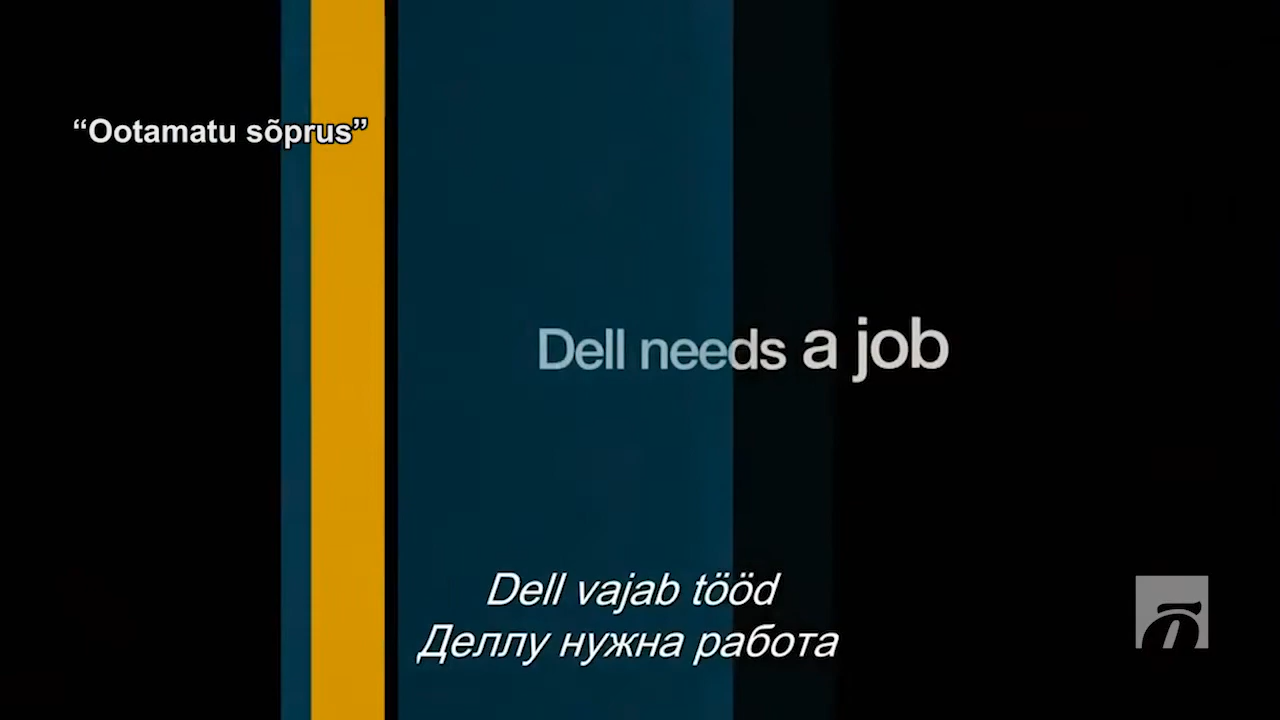 “Ootamatu sõprus”
Dell needs a job
Dell vajab tööd
Деллу нужна работа